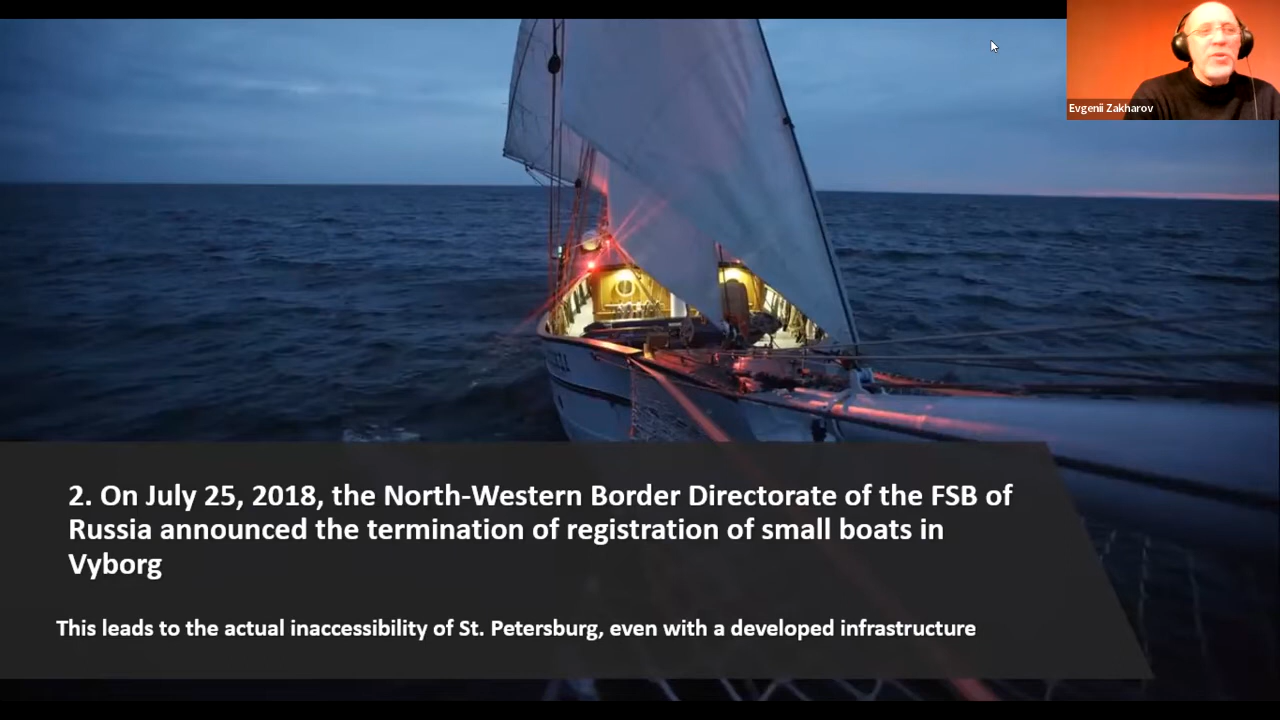 Evgenii Zakharov
2. On July 25, 2018, the North-Western Border Directorate of the FSB of
Russia announced the termination of registration of small boats in
Vyborg
This leads to the actual inaccessibility of St. Petersburg, even with a developed infrastructure